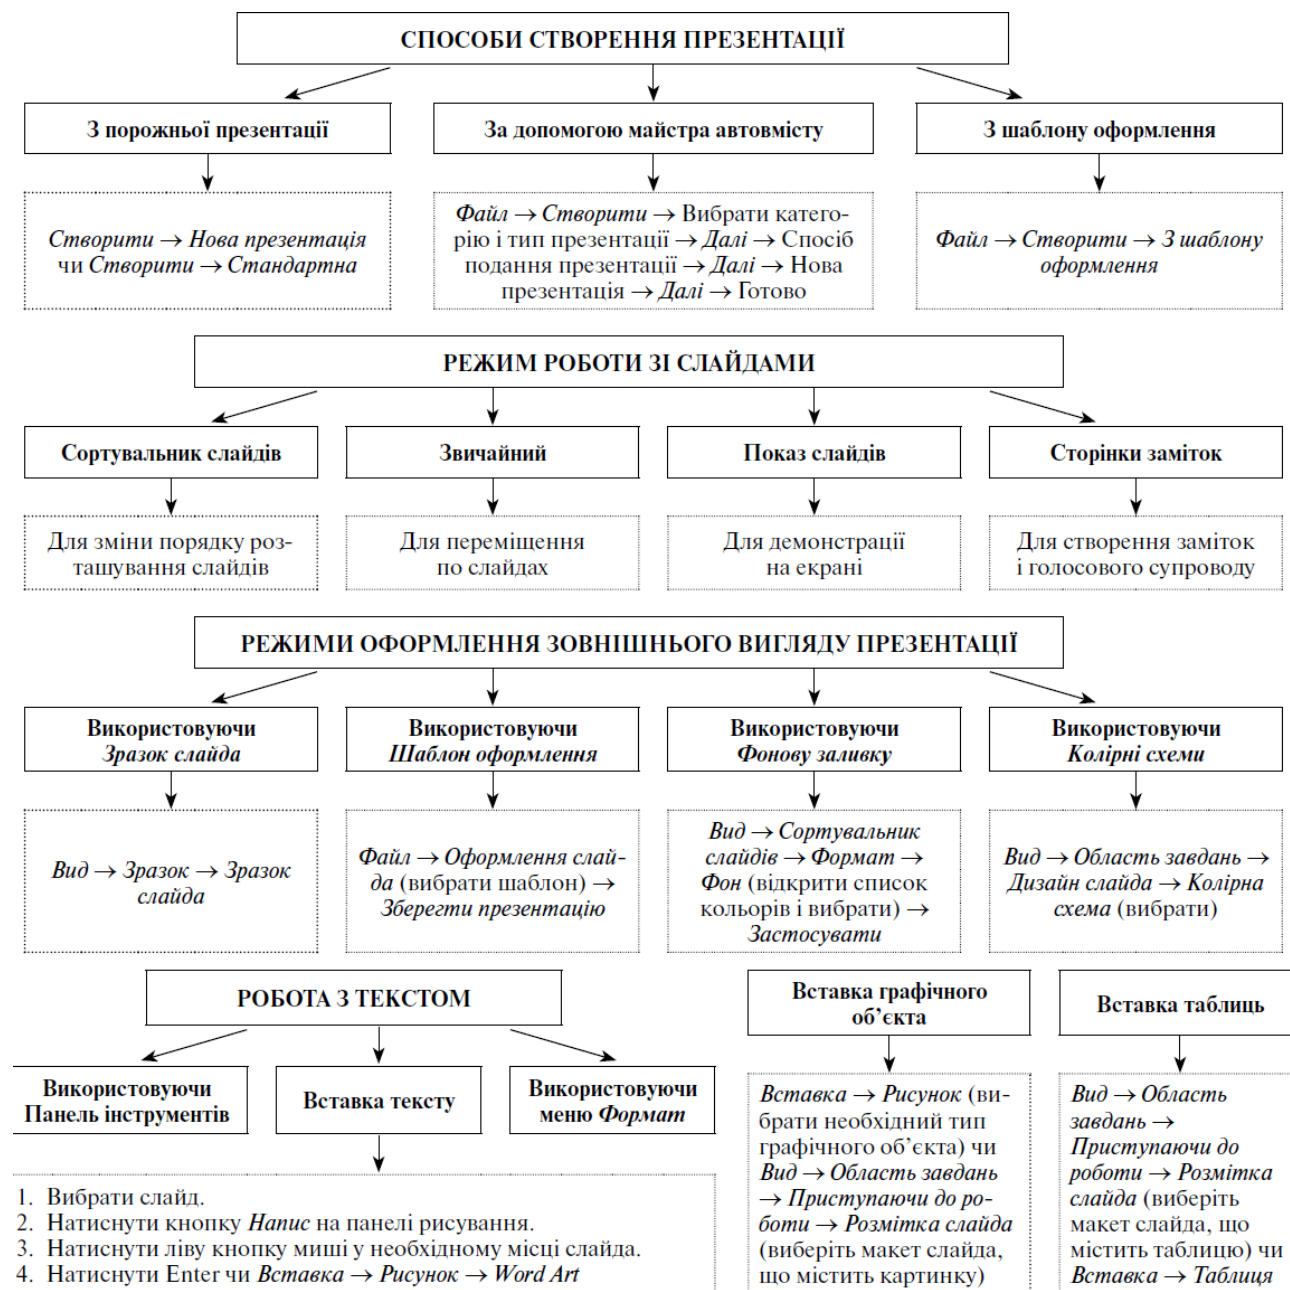 СПОСОБИ СТВОРЕННЯ ПРЕЗЕНТАЦІЇ
З порожньої презентації
За допомогою майстра автовмісту
З шаблону оформлення
Створити → Нова презентація
чи Створити → Стандартна
Файл → Створити → Вибрати катего-
рію і тип презентації → Далі → Спосіб
подання презентації → Далі → Нова
презентація → Далі → Готово
Файл → Створити → З шаблону
оформлення
РЕЖИМ РОБОТИ ЗІ СЛАЙДАМИ
Сортувальник слайдів
Звичайний
Показ слайдів
Сторінки заміток
Для зміни порядку роз-
ташування слайдів
Для переміщення
по слайдах
Для демонстрації
на екрані
Для створення заміток
і голосового супроводу
РЕЖИМИ ОФОРМЛЕННЯ ЗОВНІШНЬОГО ВИГЛЯДУ ПРЕЗЕНТАЦІЇ
Використовуючи
Зразок слайда
Використовуючи
Шаблон оформлення
Використовуючи
Фонову заливку
Використовуючи
Колірні схеми
Вид → Зразок → Зразок
слайда
Файл → Оформлення слай-
да (вибрати шаблон) →
Зберегти презентацію
Вид → Сортувальник
слайдів → Формат →
Фон (відкрити список
кольорів і вибрати) →
Застосувати
Вид → Область завдань →
Дизайн слайда → Колірна
схема (вибрати)
РОБОТА З ТЕКСТОМ
Використовуючи
Панель інструментів
Вставка тексту
Використовуючи
меню Формат
1. Вибрати слайд.
2. Натиснути кнопку Напис на панелі рисування.
3. Натиснути ліву кнопку миші у необхідному місці слайда.
4. Натиснути Enter чи Вставка → Рисунок → Word Art
Вставка графічного
об’єкта
Вставка → Рисунок (ви-
брати необхідний тип
графічного об’єкта) чи
Вид → Область завдань
→ Приступаючи до ро-
боти → Розмітка слайда
(виберіть макет слайда,
що містить картинку)
Вставка таблиць
Вид → Область
завдань →
Приступаючи до
роботи → Розмітка
слайда (виберіть
макет слайда, що
містить таблицю) чи
Вставка → Таблиця